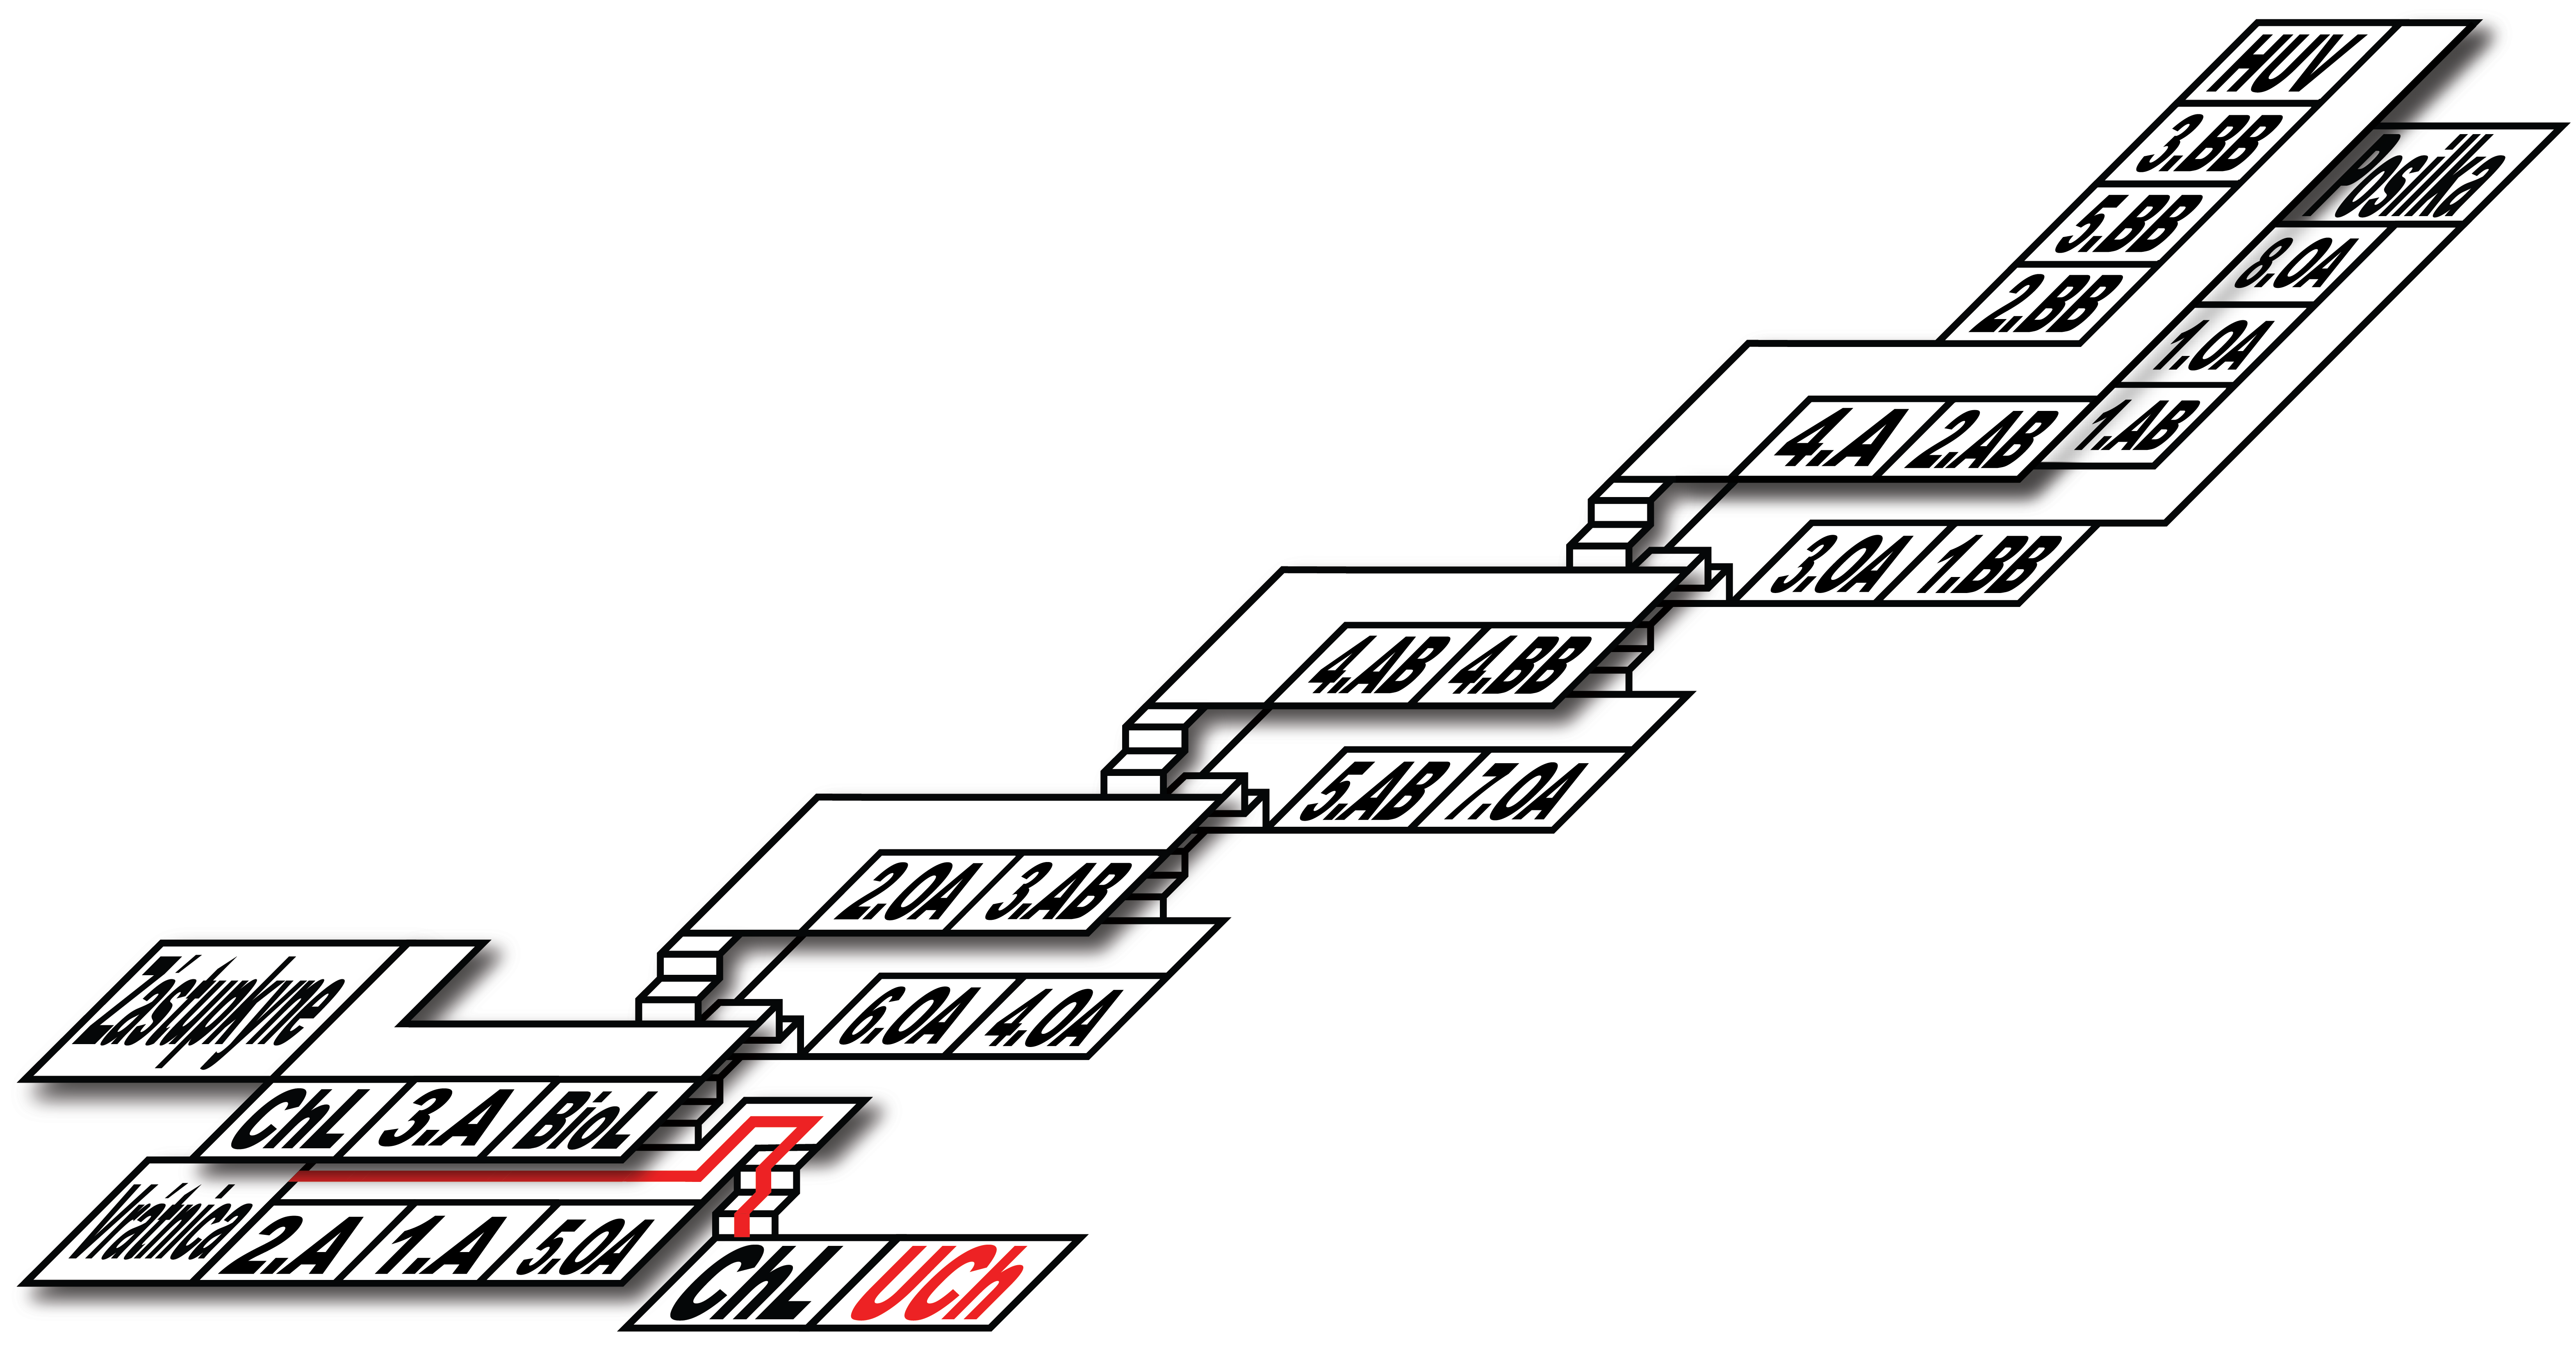 HUV
3.BB
Posilka
5.BB
8.OA
2.BB
1.OA
4.A 2.AB 1.AB
3.OA 1.BB
4.AB 4.BB
5.AB 7.OA
2.OA 3.AB
6.OA 4.OA
Zástupkyne
ChL 3.A BioL
Vrátnica 2.A 1.A 5.OA
ChL UCh